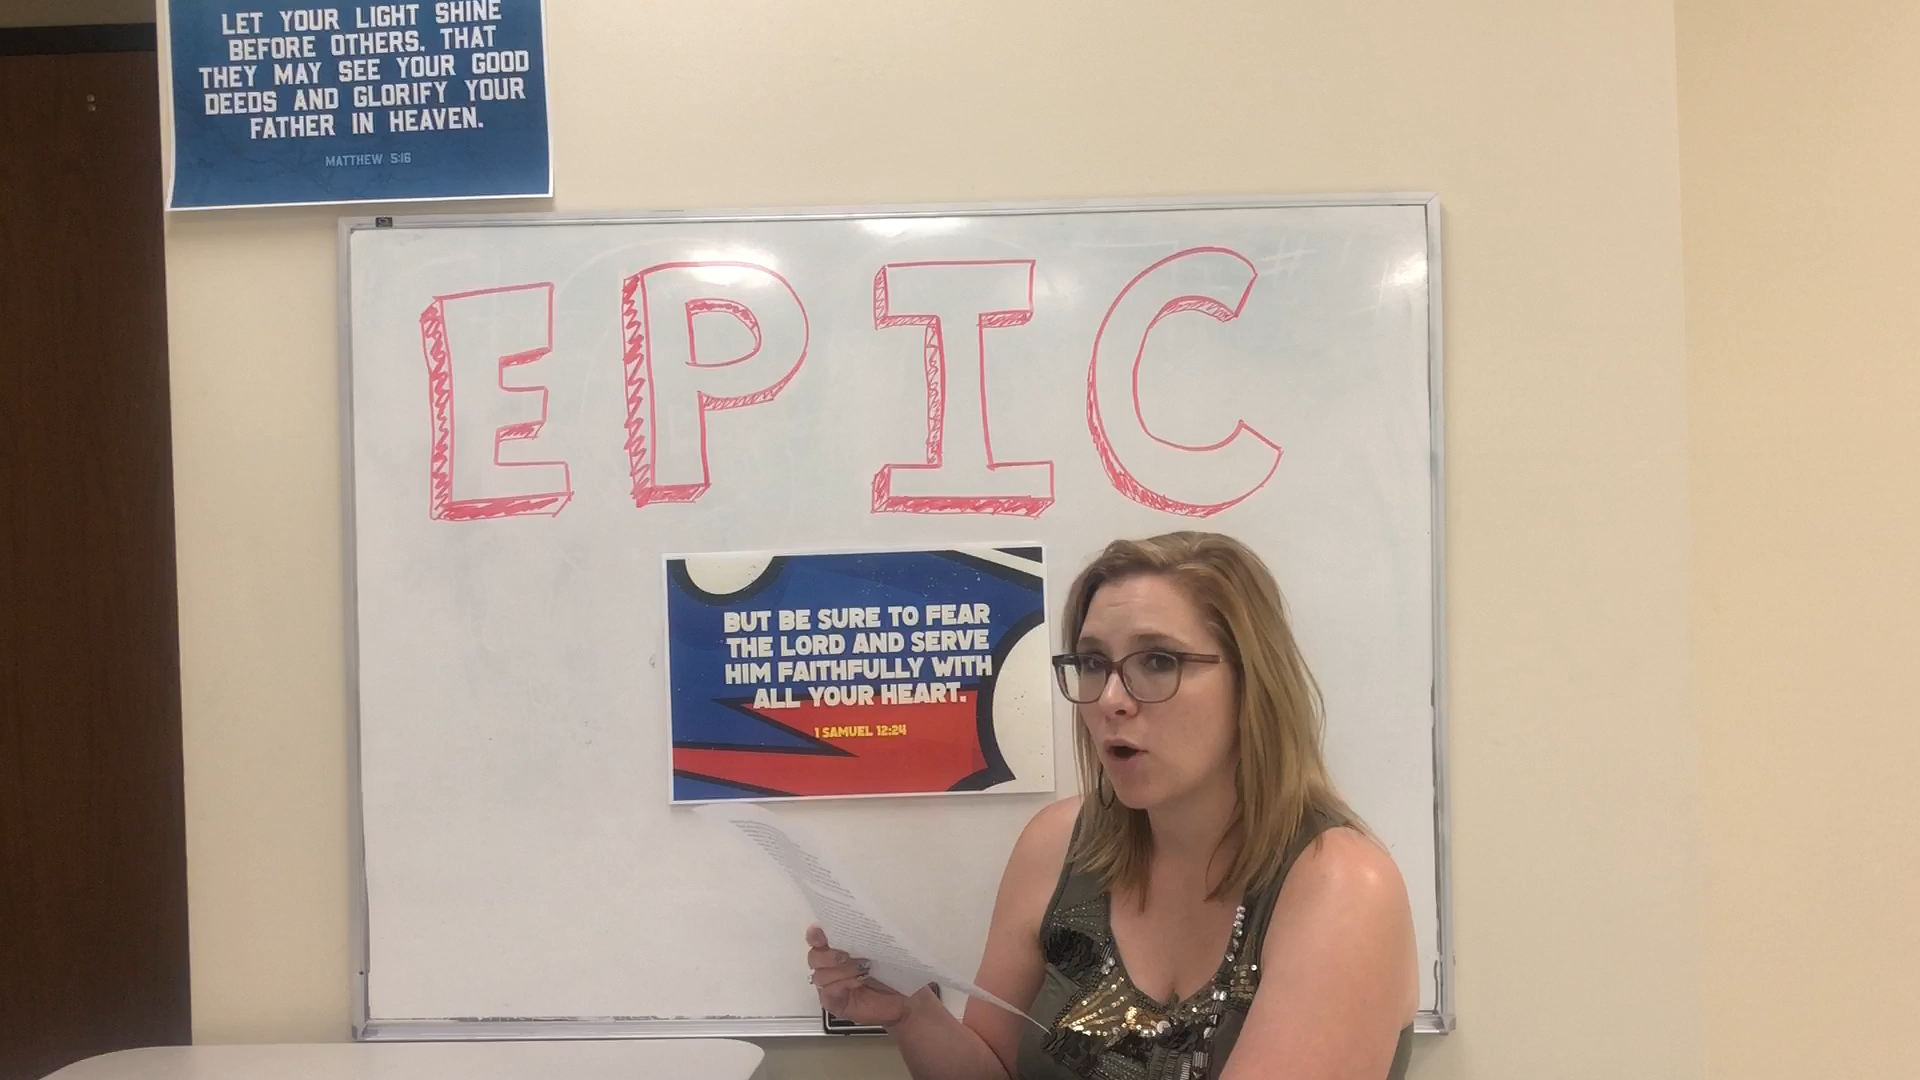 LET YOUR LIGHT SHINE
BEFORE OTHERS, THAT
THEY MAY SEE YOUR GOOD
DEEDS AND GLORIFY YOUR
FATHER IN HEAVEN.
MATTHEW 5:16
EPIC
BUT BE SURE TO FEAR
THE LORD AND SERVE
HIM FAITHFULLY WITH
ALL YOUR HEART.
1 SAMUEL 12:24